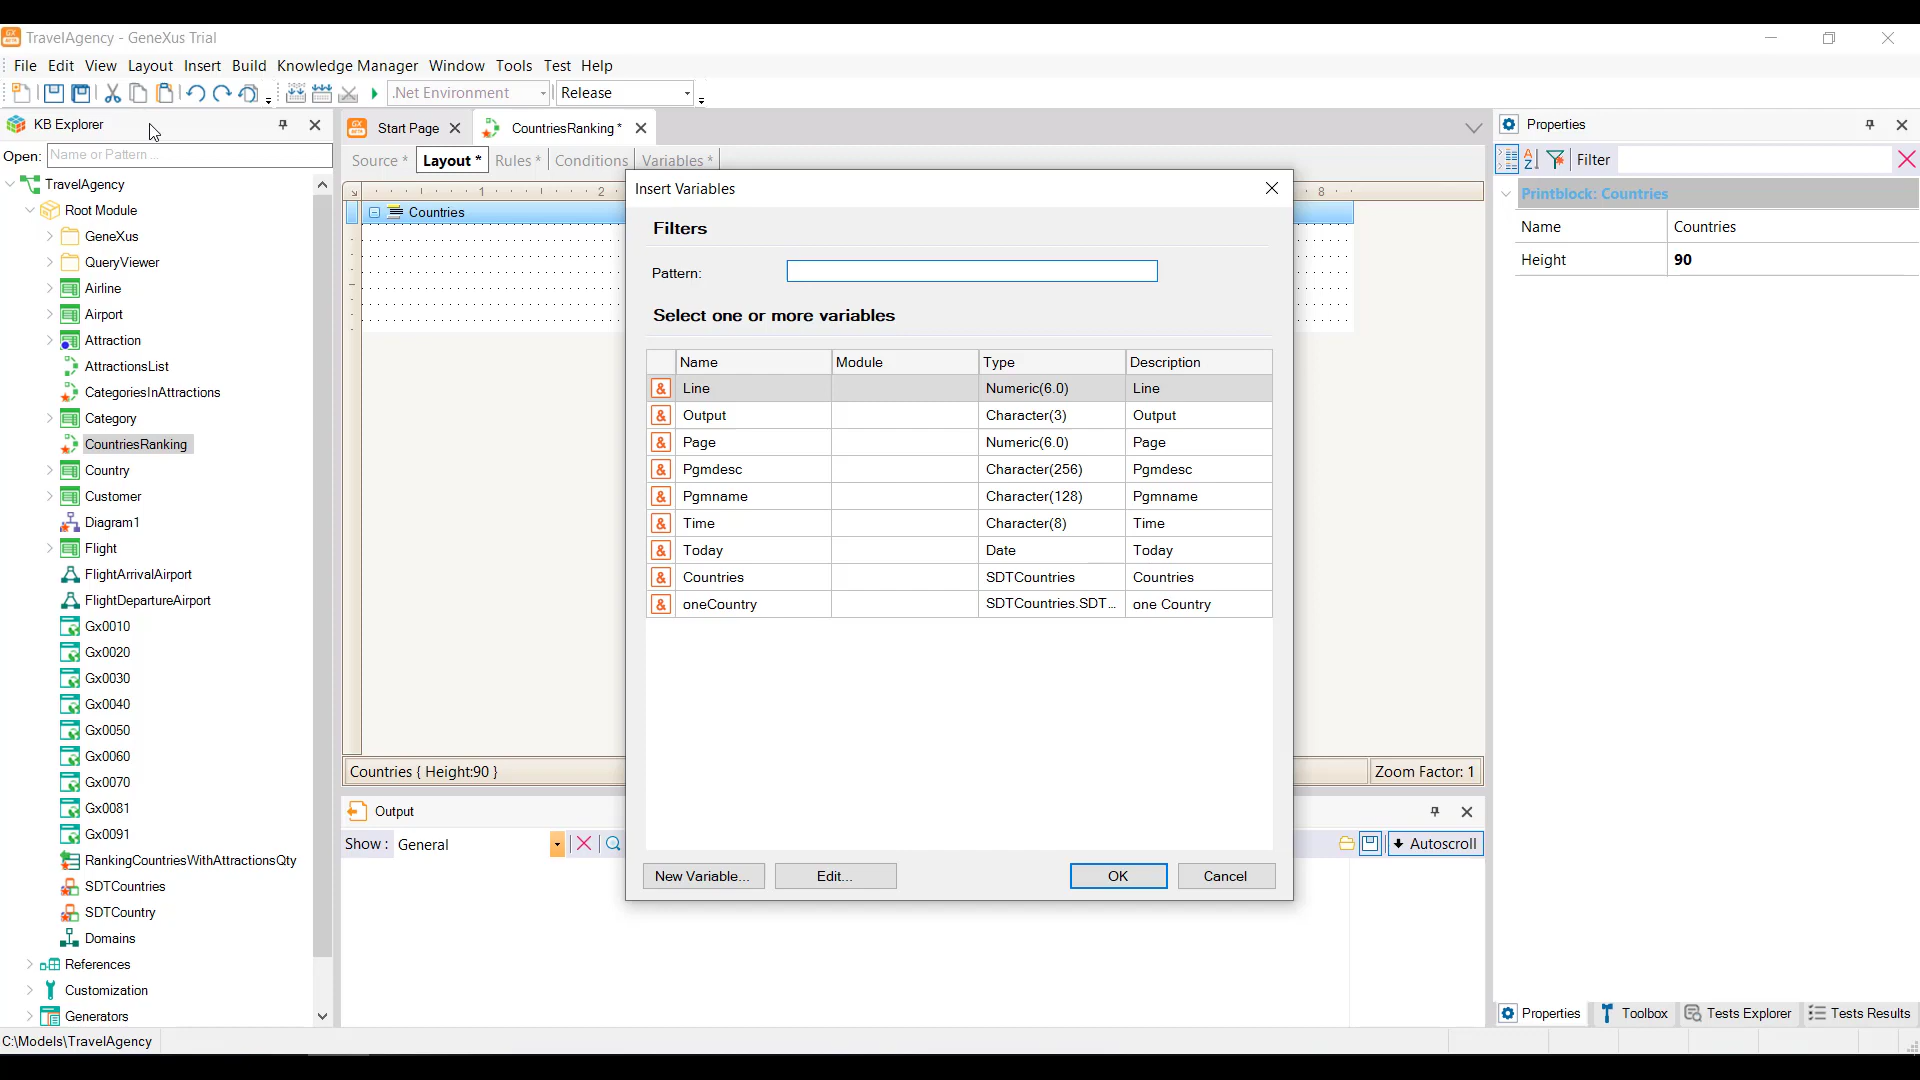 TravelAgency - GeneXus Trial
File Edit View Layout Insert Build Knowledge Manager Window Tools Test Help
.Net Environment Release
KB Explorer
Open: Name or Pattern ...
TravelAgency
Root Module
GeneXus
QueryViewer
Airline
Airport
Attraction
AttractionsList
CategoriesInAttractions
Category
CountriesRanking
Country
Customer
Diagram1
Flight
FlightArrivalAirport
FlightDepartureAirport
Gx0010
Gx0020
Gx0030
Gx0040
Gx0050
Gx0060
Gx0070
Gx0081
Gx0091
RankingCountriesWithAttractionsQty
SDTCountries
SDTCountry
Domains
References
Customization
Generators
C:\Models\TravelAgency
Start Page CountriesRanking *
Source * Layout * Rules * Conditions Variables *
1 2 8
Countries
Insert Variables
Filters
Pattern:
Select one or more variables
Name Module Type Description
& Line Numeric(6.0) Line
& Output Character(3) Output
& Page Numeric(6.0) Page
& Pgmdesc Character(256) Pgmdesc
& Pgmname Character(128) Pgmname
& Time Character(8) Time
& Today Date Today
& Countries SDTCountries Countries
& oneCountry SDTCountries.SDT... one Country
New Variable... Edit... OK Cancel
Countries { Height:90 } Zoom Factor: 1
Output
Show : General Autoscroll
Properties
Filter
Printblock: Countries
Name Countries
Height 90
Properties Toolbox Tests Explorer Tests Results